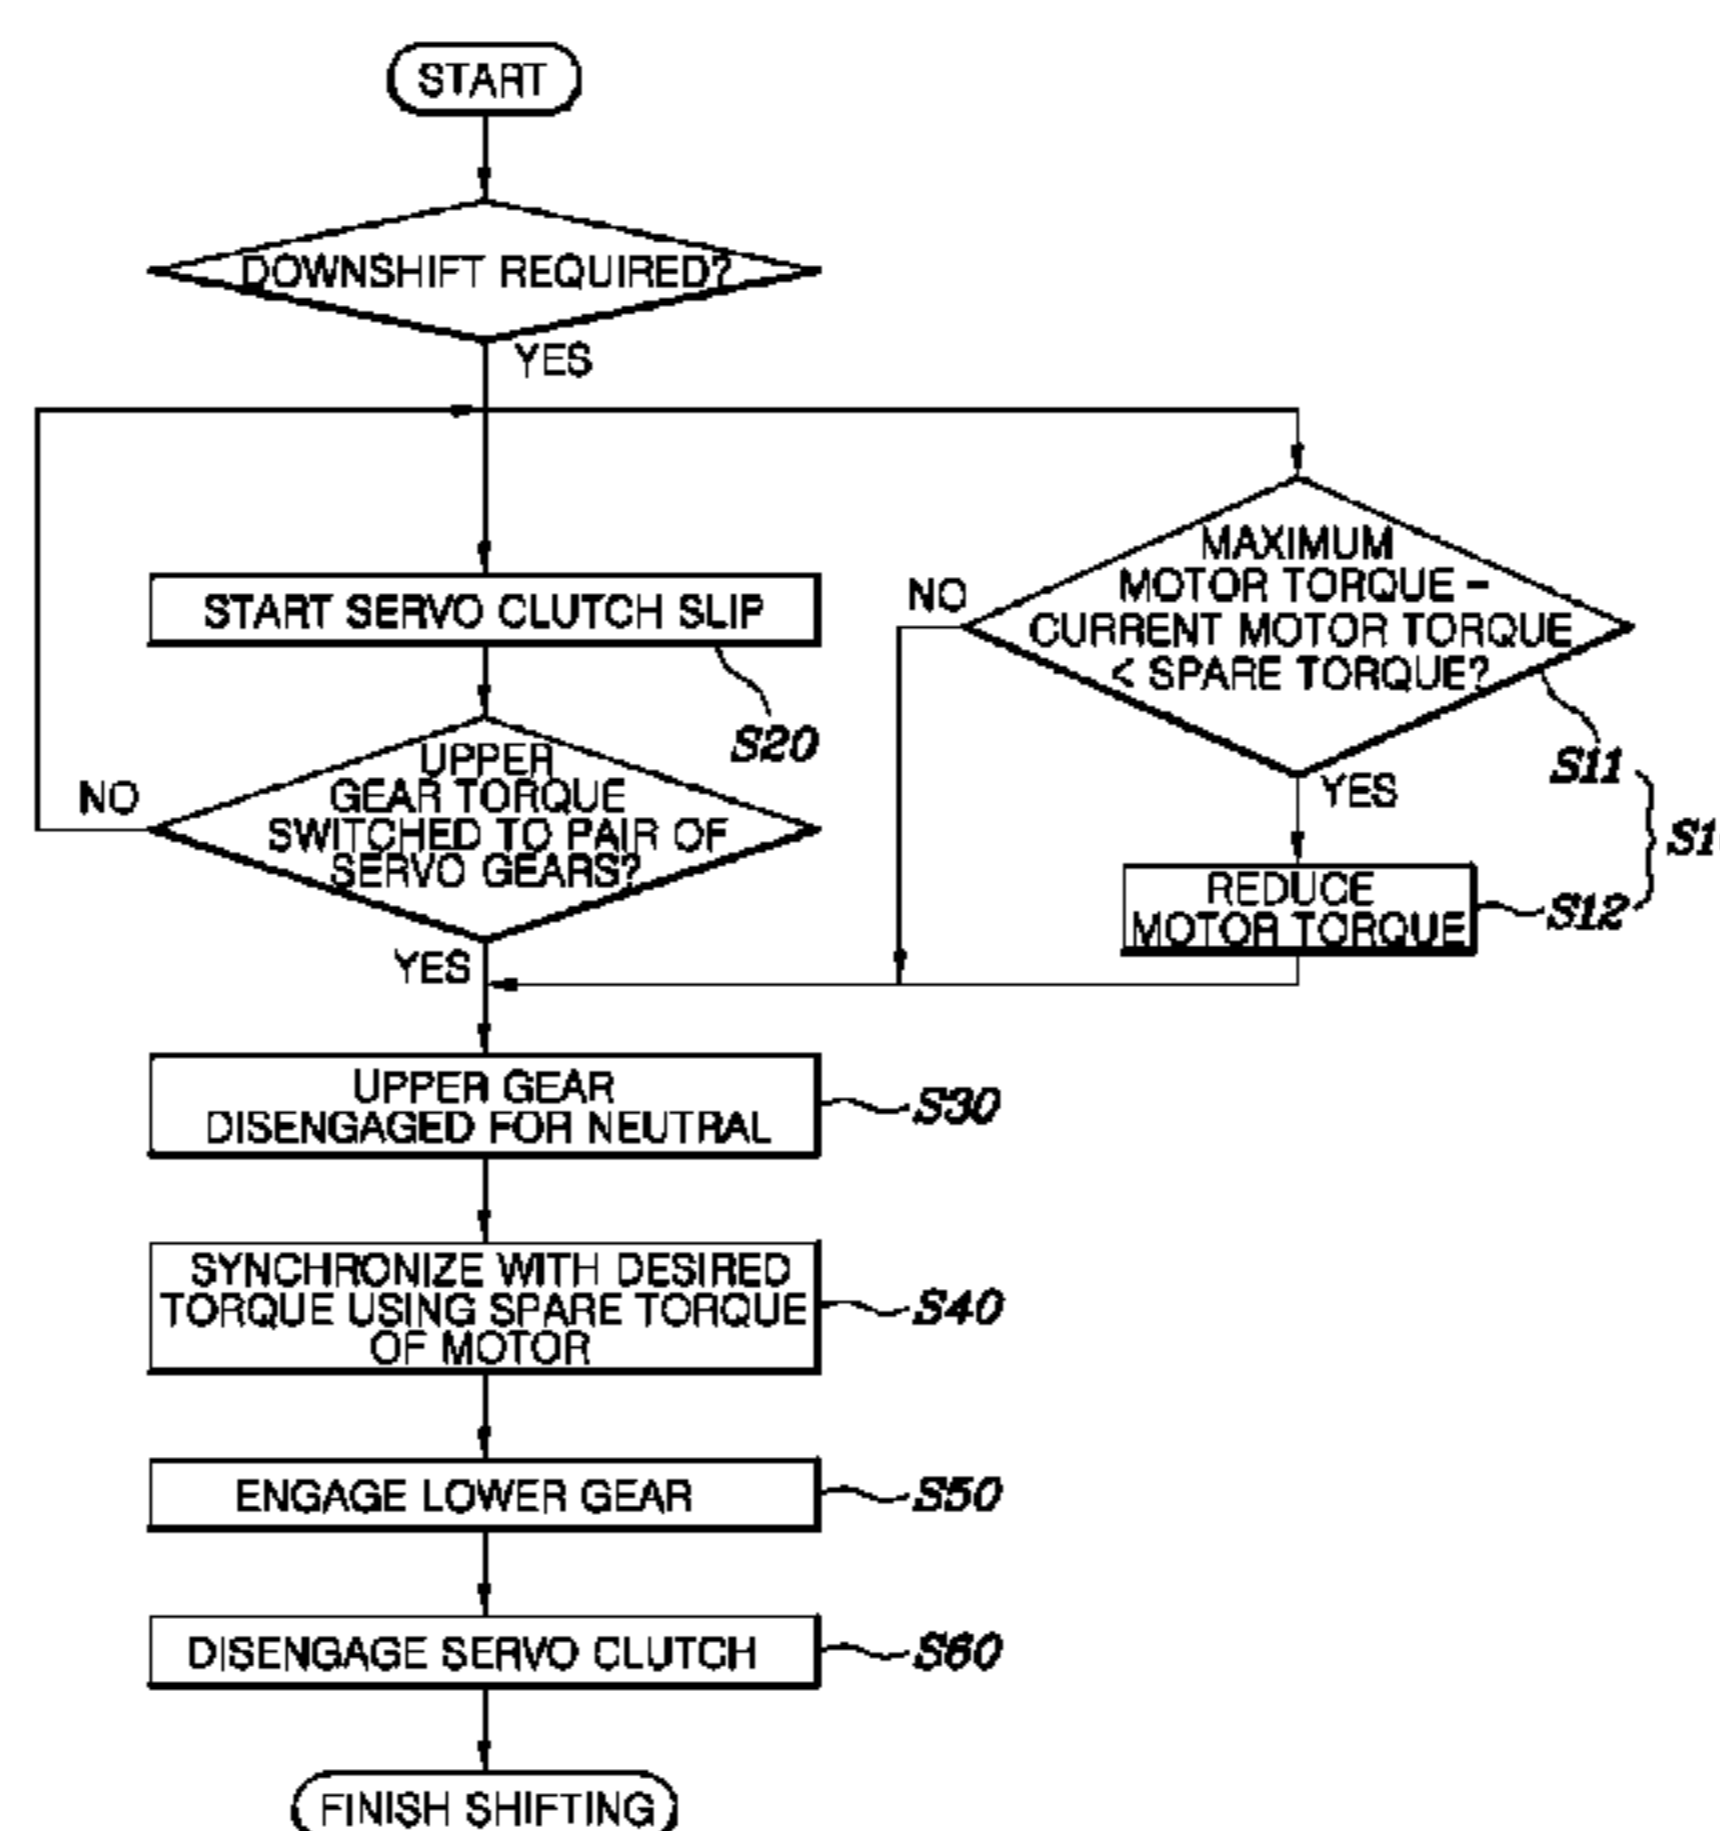 START
DOWNSHIFT REQUIRED?
YES
START SERVO CLUTCH SLIP
S20
UPPER
GEAR TORQUE
SWITCHED TO PAIR OF
SERVO GEARS?
NO
YES
MAXIMUM
MOTOR TORQUE -
CURRENT MOTOR TORQUE
< SPARE TORQUE?
NO
S11
YES
REDUCE
MOTOR TORQUE
S12
S1
UPPER GEAR
DISENGAGED FOR NEUTRAL
S30
SYNCHRONIZE WITH DESIRED
TORQUE USING SPARE TORQUE
OF MOTOR
S40
ENGAGE LOWER GEAR
S50
DISENGAGE SERVO CLUTCH
S60
FINISH SHIFTING